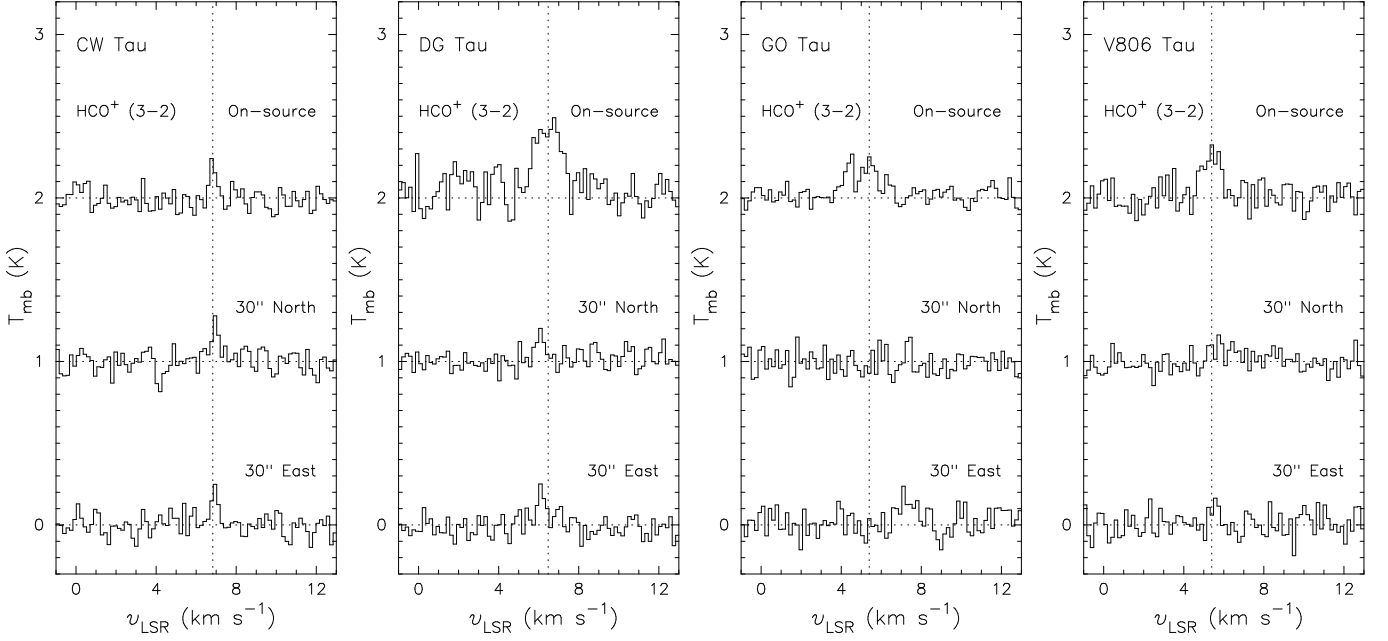 CW Tau
HCO+ (3−2) On−source
30'' North
30'' East
3
2
1
0
Tmb (K)
0 4 8 12
υLSR (km s−1)
DG Tau
HCO+ (3−2) On−source
30'' North
30'' East
3
2
1
0
Tmb (K)
0 4 8 12
υLSR (km s−1)
GO Tau
HCO+ (3−2) On−source
30'' North
30'' East
3
2
1
0
Tmb (K)
0 4 8 12
υLSR (km s−1)
V806 Tau
HCO+ (3−2) On−source
30'' North
30'' East
3
2
1
0
Tmb (K)
0 4 8 12
υLSR (km s−1)